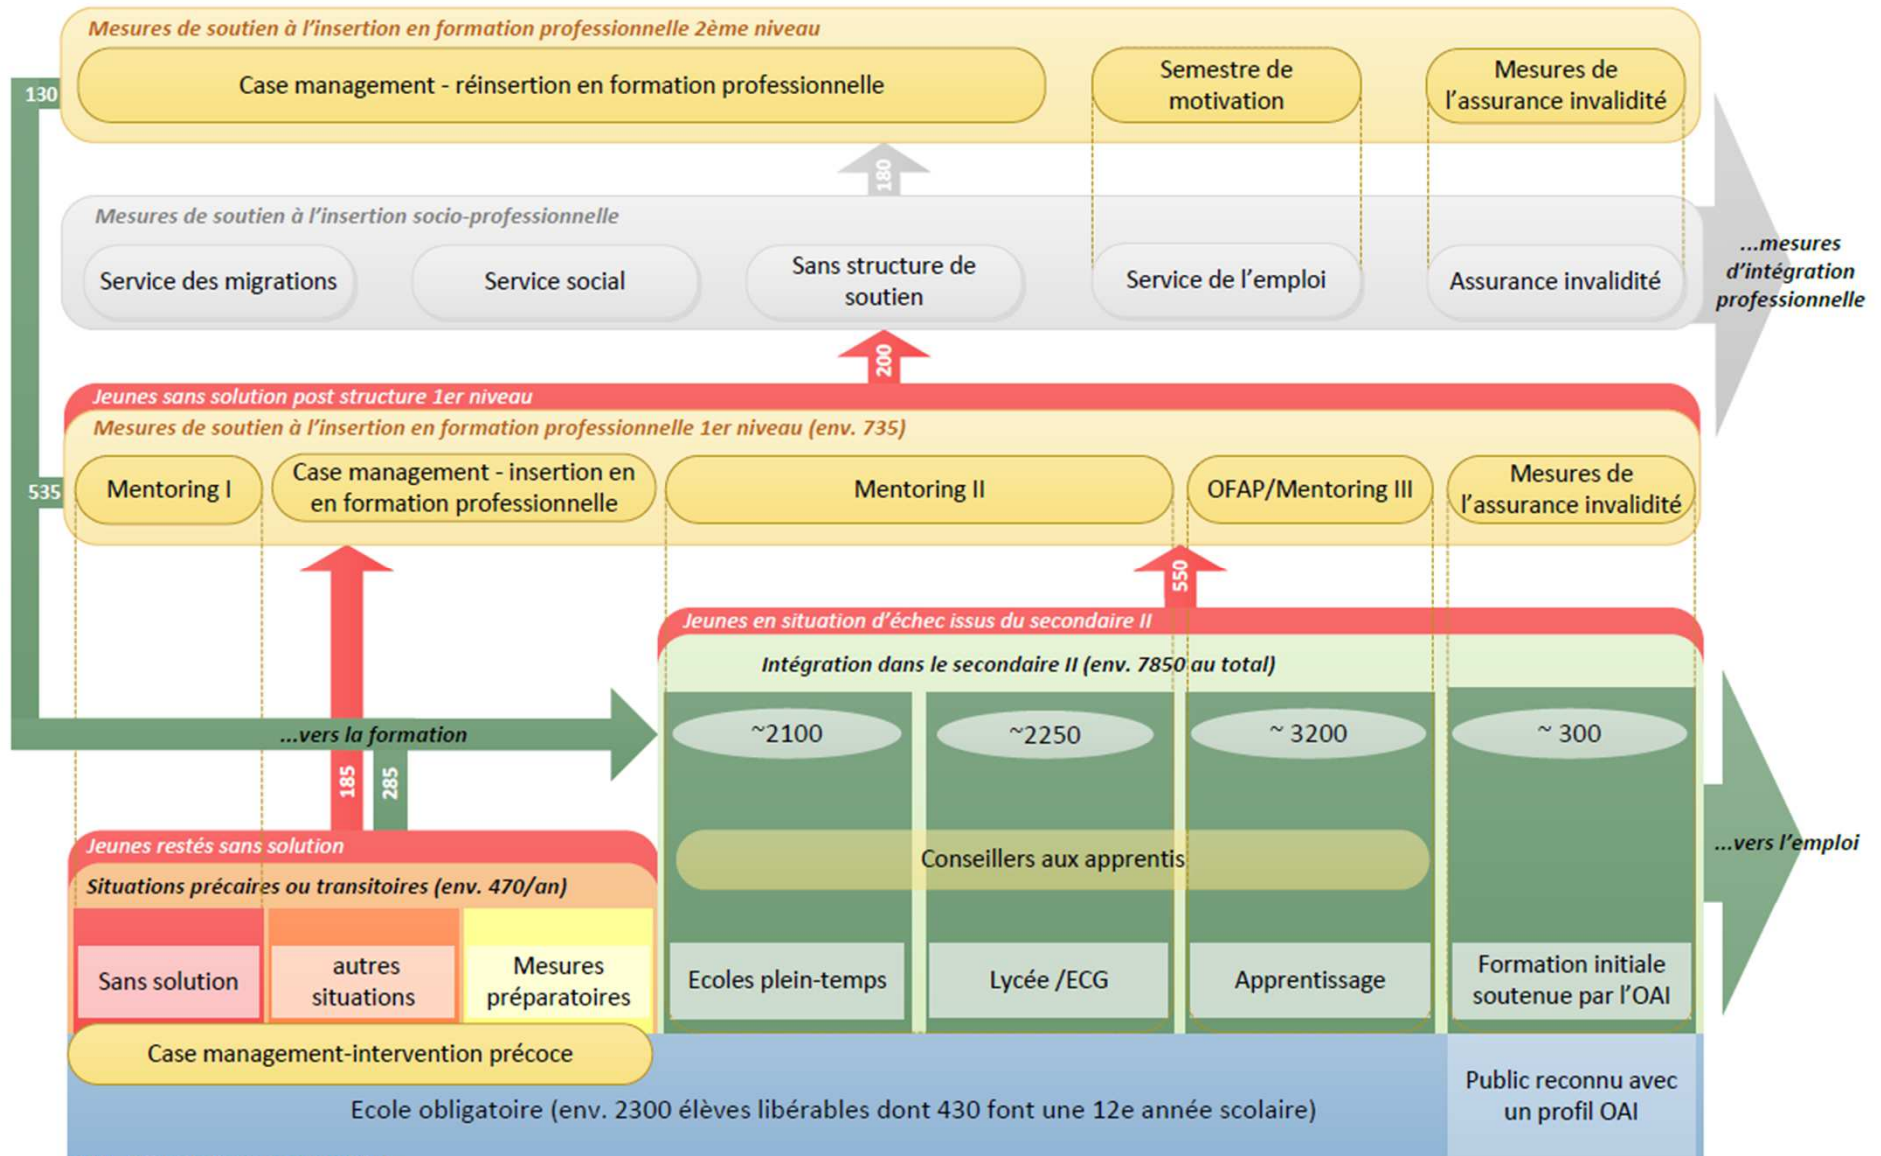 Mesures de soutien à l’insertion en formation professionnelle 2ème niveau
Case management - réinsertion en formation professionnelle
Semestre de
motivation
Mesures de
l’assurance invalidité
130
180
Mesures de soutien à l’insertion socio-professionnelle
Service des migrations
Service social
Sans structure de
soutien
Service de l’emploi
Assurance invalidité
...mesures
d’intégration
professionnelle
200
Jeunes sans solution post structure 1er niveau
Mesures de soutien à l’insertion en formation professionnelle 1er niveau (env. 735)
535
Mentoring I
Case management - insertion en
en formation professionnelle
Mentoring II
OFAP/Mentoring III
Mesures de
l’assurance invalidité
550
Jeunes en situation d’échec issus du secondaire II
Intégration dans le secondaire II (env. 7850 au total)
...vers la formation
~2100
~2250
~ 3200
~ 300
185
285
Jeunes restés sans solution
Situations précaires ou transitoires (env. 470/an)
Conseillers aux apprentis
...vers l’emploi
Sans solution
autres
situations
Mesures
préparatoires
Ecoles plein-temps
Lycée /ECG
Apprentissage
Formation initiale
soutenue par l’OAI
Case management-intervention précoce
Ecole obligatoire (env. 2300 élèves libérables dont 430 font une 12e année scolaire)
Public reconnu avec
un profil OAI